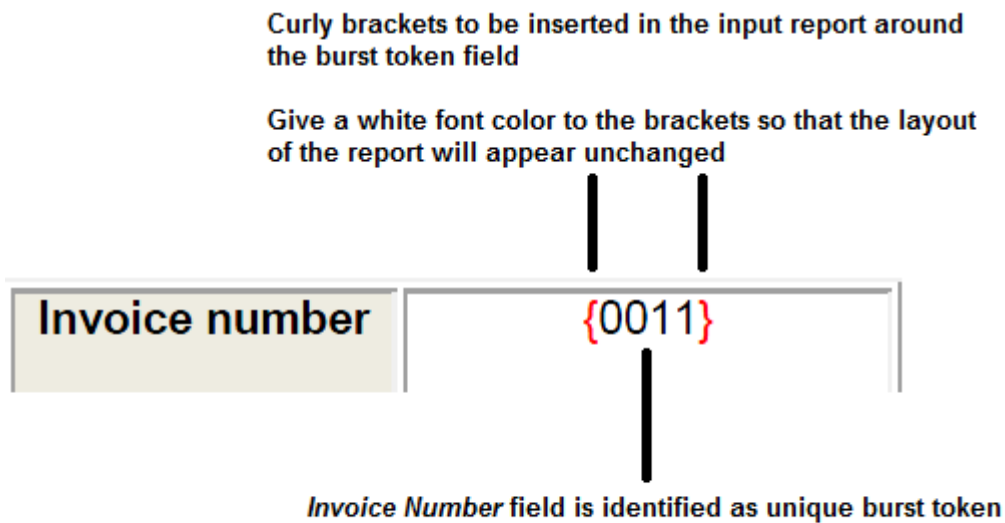 Curly brackets to be inserted in the input report around
the burst token field
Give a white font color to the brackets so that the layout
of the report will appear unchanged
Invoice number
{0011}
Invoice Number field is identified as unique burst token